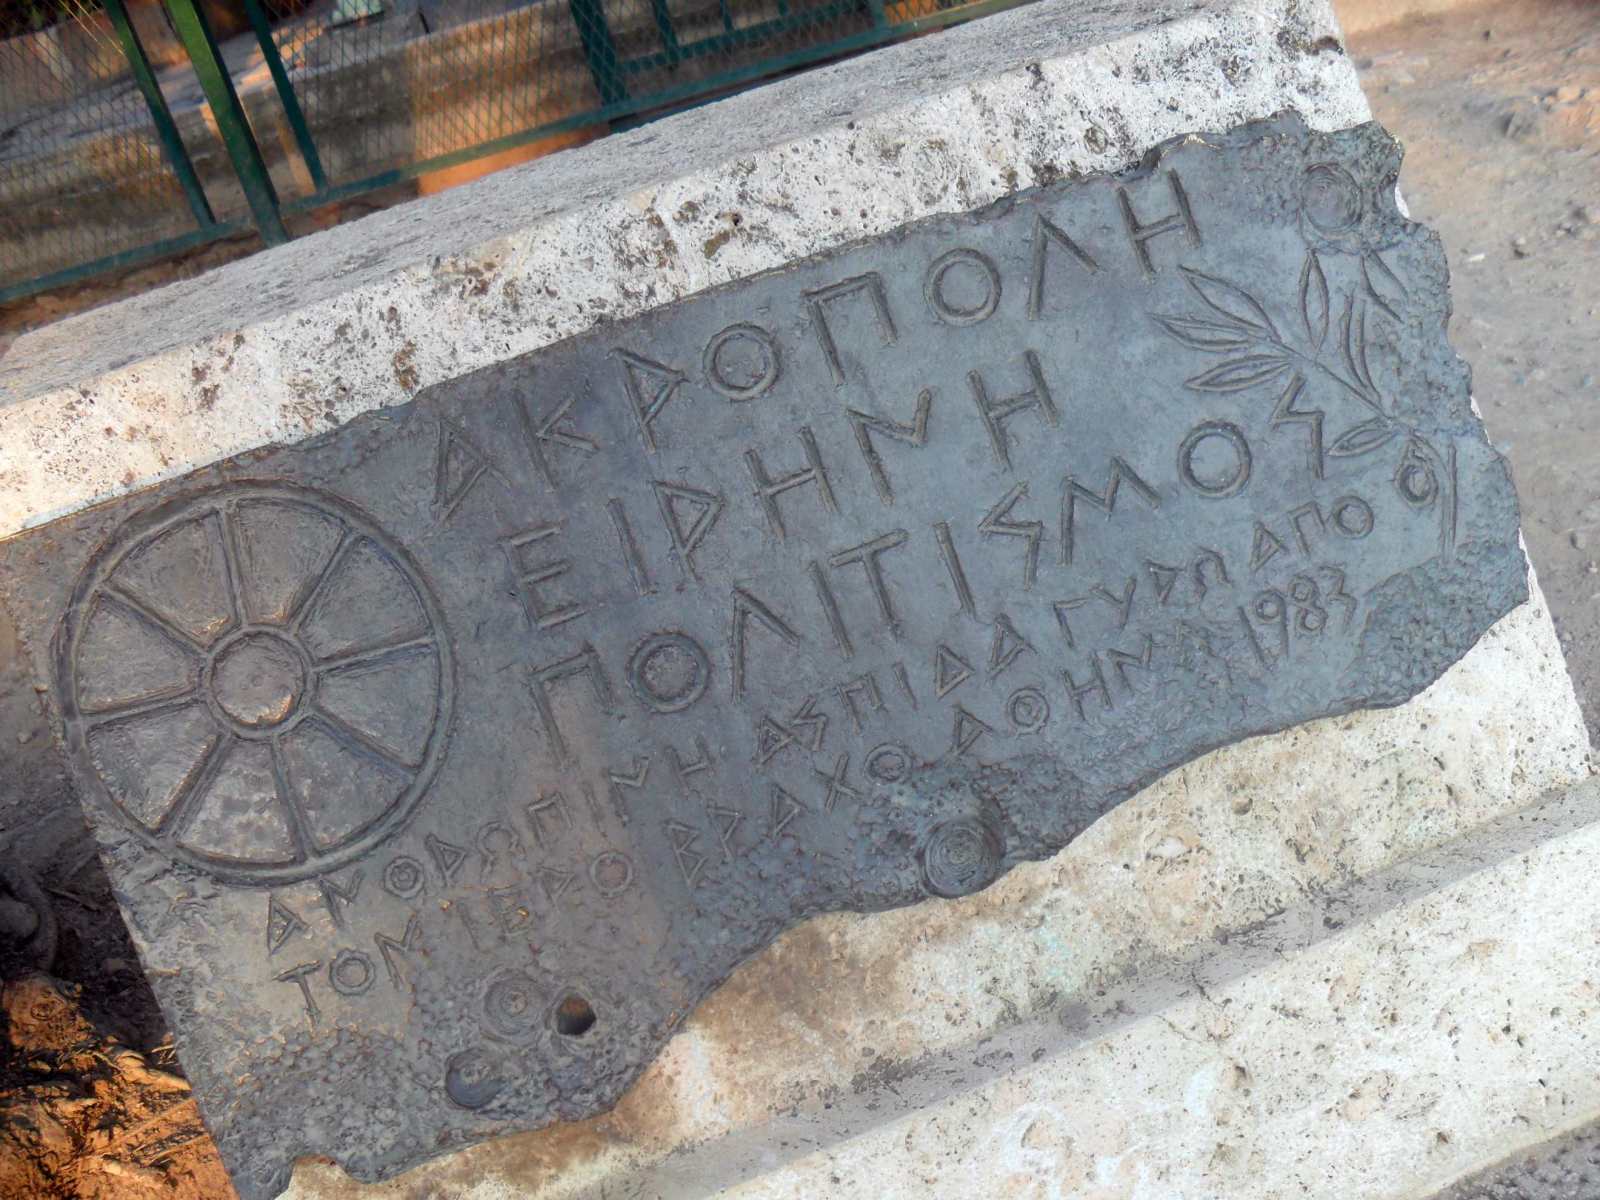 ΑΚΡΟΠΟΛΗ
ΕΙΡΗΝΗ
ΠΟΛΙΤΙΣΜΟΣ
ΑΝΘΡΩΠΙΝΗ ΑΣΠΙΔΑ ΓΥΡΩ ΑΠΟ
ΤΟΝ ΙΕΡΟ ΒΡΑΧΟ ΑΘΗΝΑ 1983